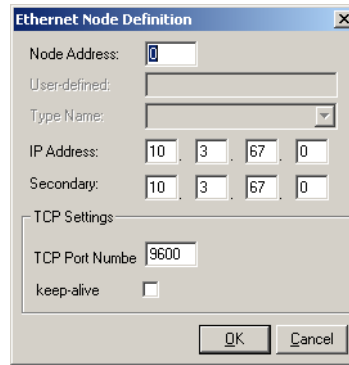 Ethernet Node Definition
Node Address: 0
User-defined:
Type Name:
IP Address: 10 . 3 . 67 . 0
Secondary: 10 . 3 . 67 . 0
TCP Settings
TCP Port Numbe 9600
keep-alive
OK Cancel